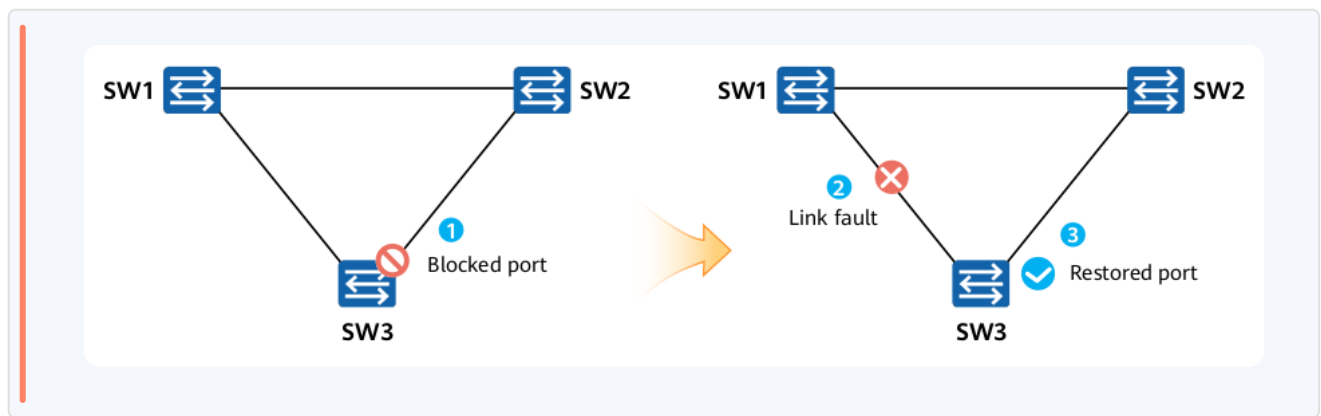 SW1
SW2
1
Blocked port
SW3
SW1
SW2
2
Link fault
3
Restored port
SW3